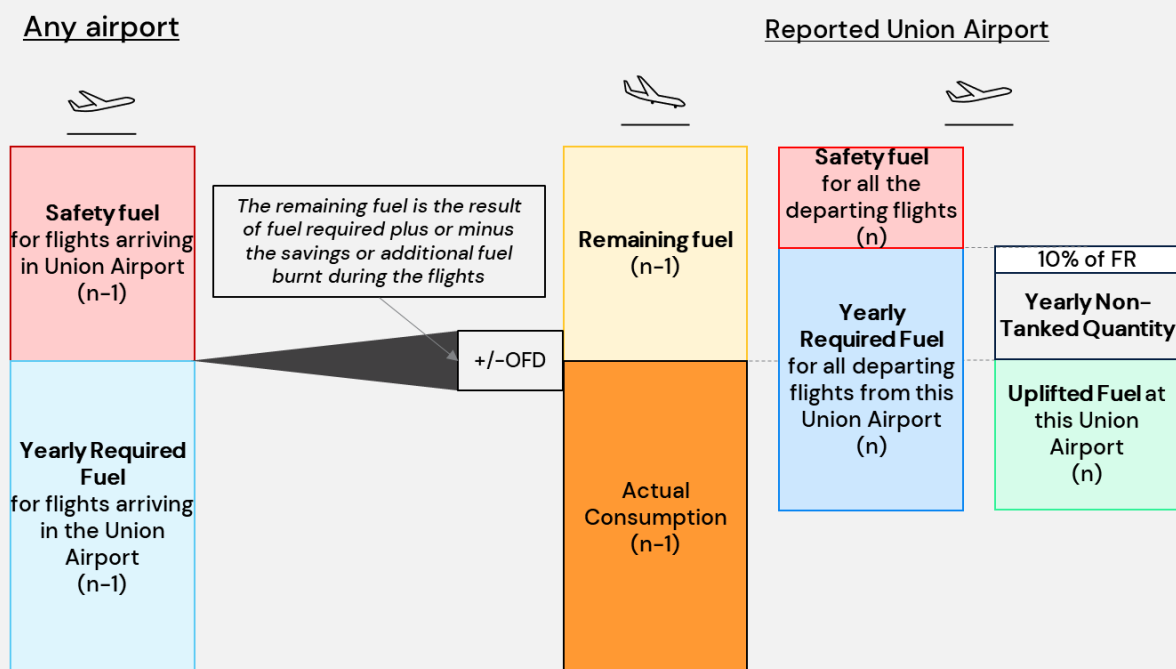 Any airport
Reported Union Airport
Safety fuel
for flights arriving
in Union Airport
(n-1)
Yearly Required
Fuel
for flights arriving
in the Union
Airport
(n-1)
The remaining fuel is the result
of fuel required plus or minus
the savings or additional fuel
burnt during the flights
+/-OFD
Remaining fuel
(n-1)
Actual
Consumption
(n-1)
Safety fuel
for all the
departing flights
(n)
Yearly
Required Fuel
for all departing
flights from this
Union Airport
(n)
10% of FR
Yearly Non-
Tanked Quantity
Uplifted Fuel at
this Union
Airport
(n)